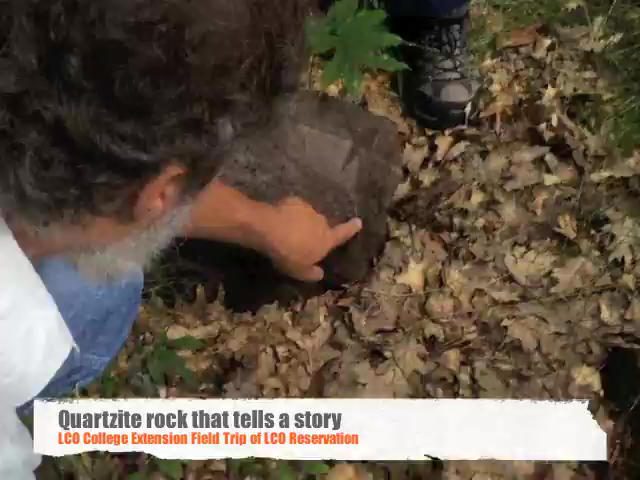 Quartzite rock that tells a story
LCO College Extension Field Trip of LCO Reservation